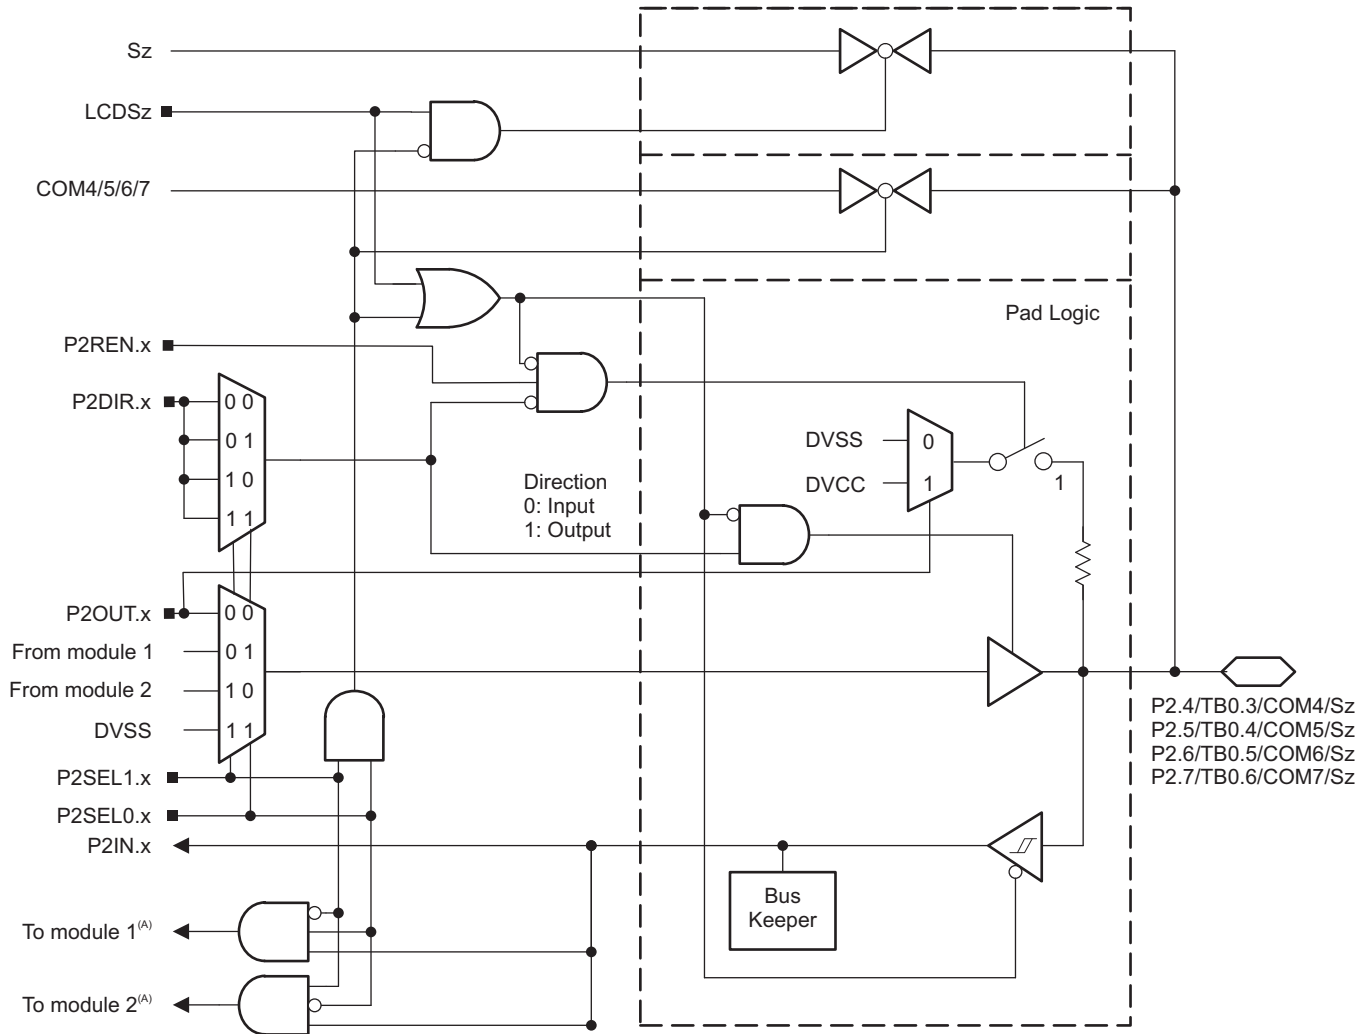 Sz
LCDSz
COM4/5/6/7
Pad Logic
P2REN.x
P2DIR.x
0 0
0 1
1 0
1 1
Direction
0: Input
1: Output
DVSS
DVCC
0
1
1
P2OUT.x
From module 1
From module 2
DVSS
0 0
0 1
1 0
1 1
P2SEL1.x
P2SEL0.x
P2IN.x
Bus
Keeper
To module 1(A)
To module 2(A)
P2.4/TB0.3/COM4/Sz
P2.5/TB0.4/COM5/Sz
P2.6/TB0.5/COM6/Sz
P2.7/TB0.6/COM7/Sz